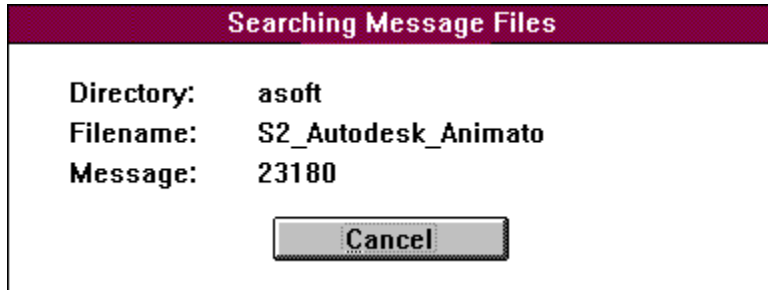 Searching Message Files
Directory: asoft
Filename: S2_Autodesk_Animato
Message: 23180
Cancel